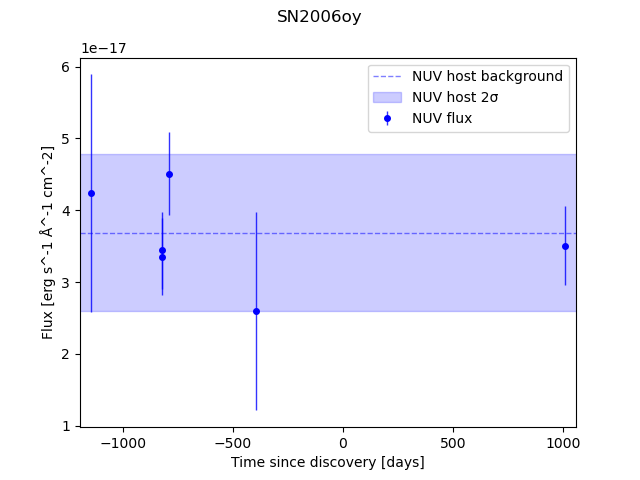 SN2006oy
1e−17
NUV host background
NUV host 2σ
NUV flux
6
5
4
3
2
1
Flux [erg s^-1 Å^-1 cm^-2]
−1000
−500
0
500
1000
Time since discovery [days]